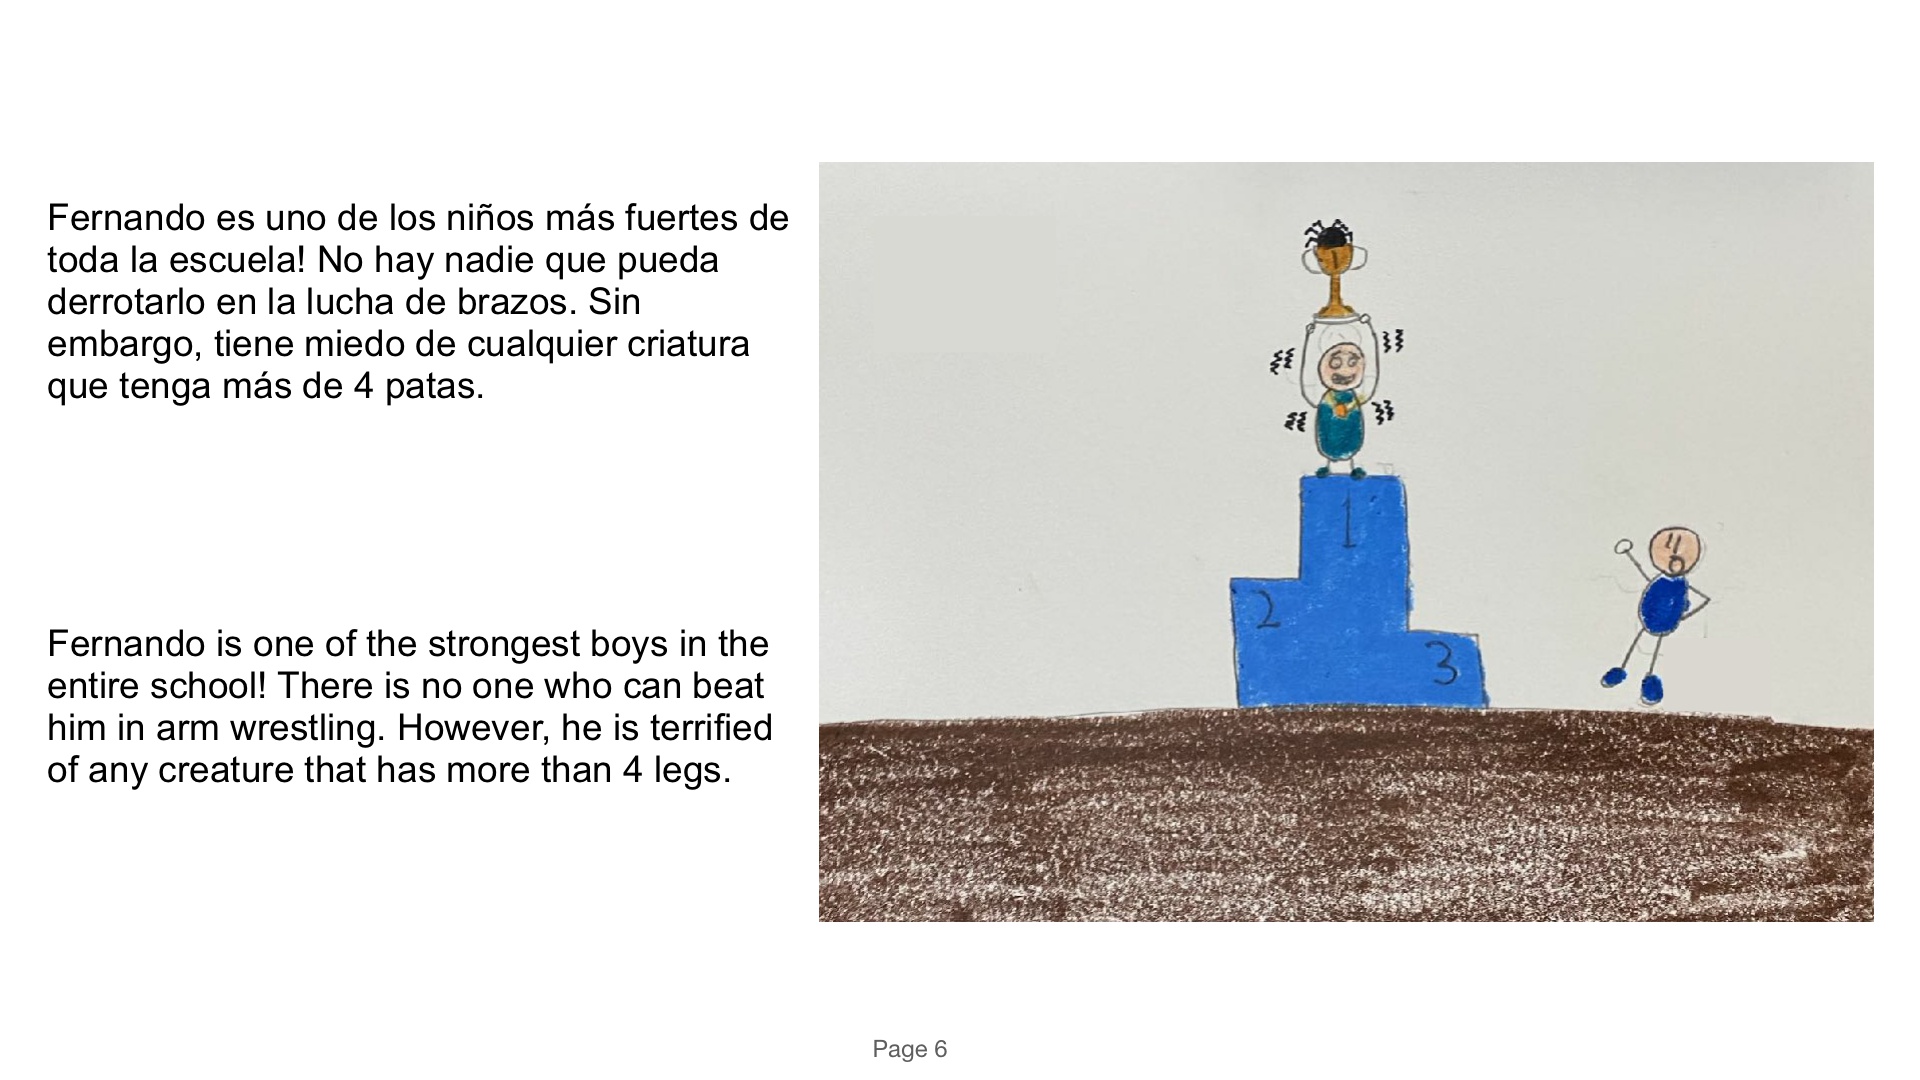 Fernando es uno de los niños más fuertes de
toda la escuela! No hay nadie que pueda
derrotarlo en la lucha de brazos. Sin
embargo, tiene miedo de cualquier criatura
que tenga más de 4 patas.
Fernando is one of the strongest boys in the
entire school! There is no one who can beat
him in arm wrestling. However, he is terrified
of any creature that has more than 4 legs.
1
1
2
3
Page 6